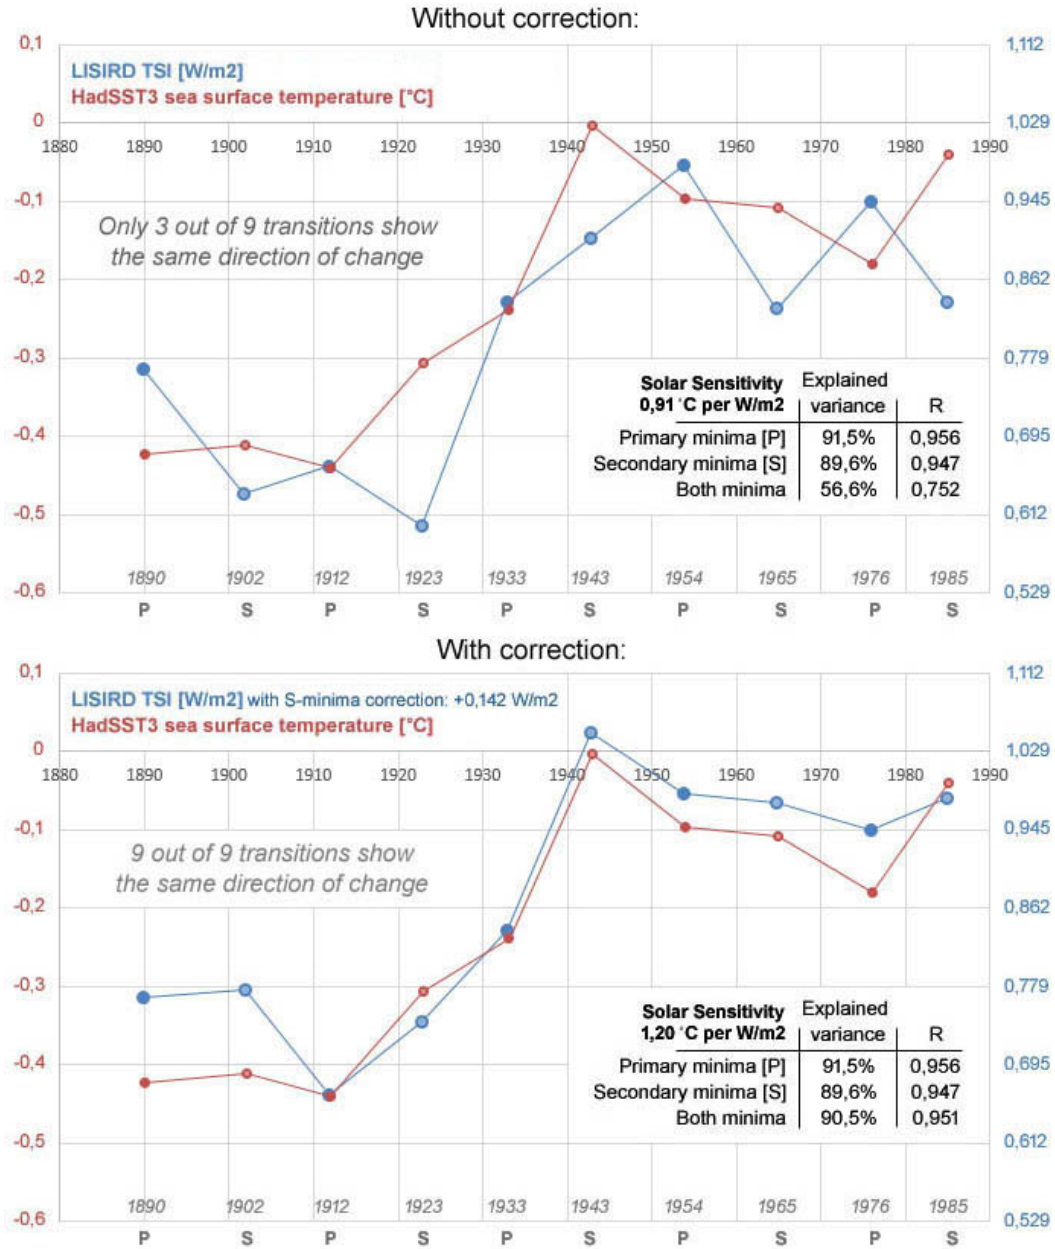 Without correction:
0,1 1,112
LISIRD TSI [W/m2]
HadSST3 sea surface temperature [°C]
0 1,029
1880 1890 1900 1910 1920 1930 1940 1950 1960 1970 1980 1990
-0,1 0,945
Only 3 out of 9 transitions show
the same direction of change
-0,2 0,862
-0,3 0,779
Solar Sensitivity Explained
0,91 °C per W/m2 variance R
-0,4 0,695
Primary minima [P] 91,5% 0,956
Secondary minima [S] 89,6% 0,947
Both minima 56,6% 0,752
-0,5 0,612
1890 1902 1912 1923 1933 1943 1954 1965 1976 1985
-0,6 0,529
P S P S P S P S P S
With correction:
0,1 1,112
LISIRD TSI [W/m2] with S-minima correction: +0,142 W/m2
HadSST3 sea surface temperature [°C]
0 1,029
1880 1890 1900 1910 1920 1930 1940 1950 1960 1970 1980 1990
-0,1 0,945
9 out of 9 transitions show
the same direction of change
-0,2 0,862
-0,3 0,779
Solar Sensitivity Explained
1,20 °C per W/m2 variance R
-0,4 0,695
Primary minima [P] 91,5% 0,956
Secondary minima [S] 89,6% 0,947
Both minima 90,5% 0,951
-0,5 0,612
1890 1902 1912 1923 1933 1943 1954 1965 1976 1985
-0,6 0,529
P S P S P S P S P S